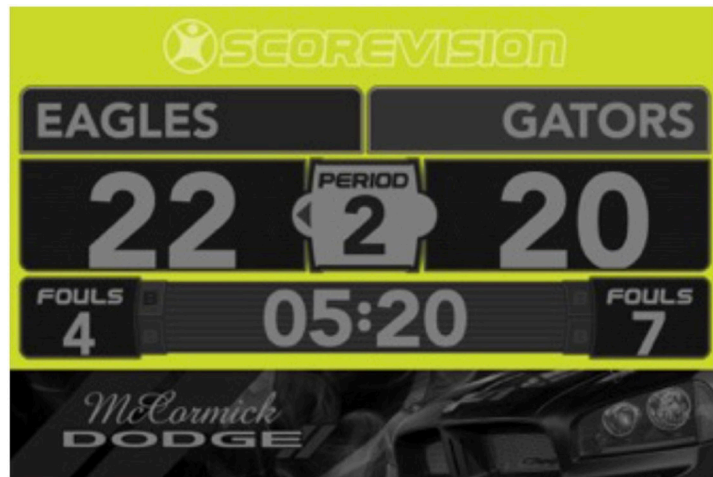 SCOREVISION
EAGLES GATORS
22 PERIOD 2 20
FOULS 4 05:20 FOULS 7
McCormick
DODGE